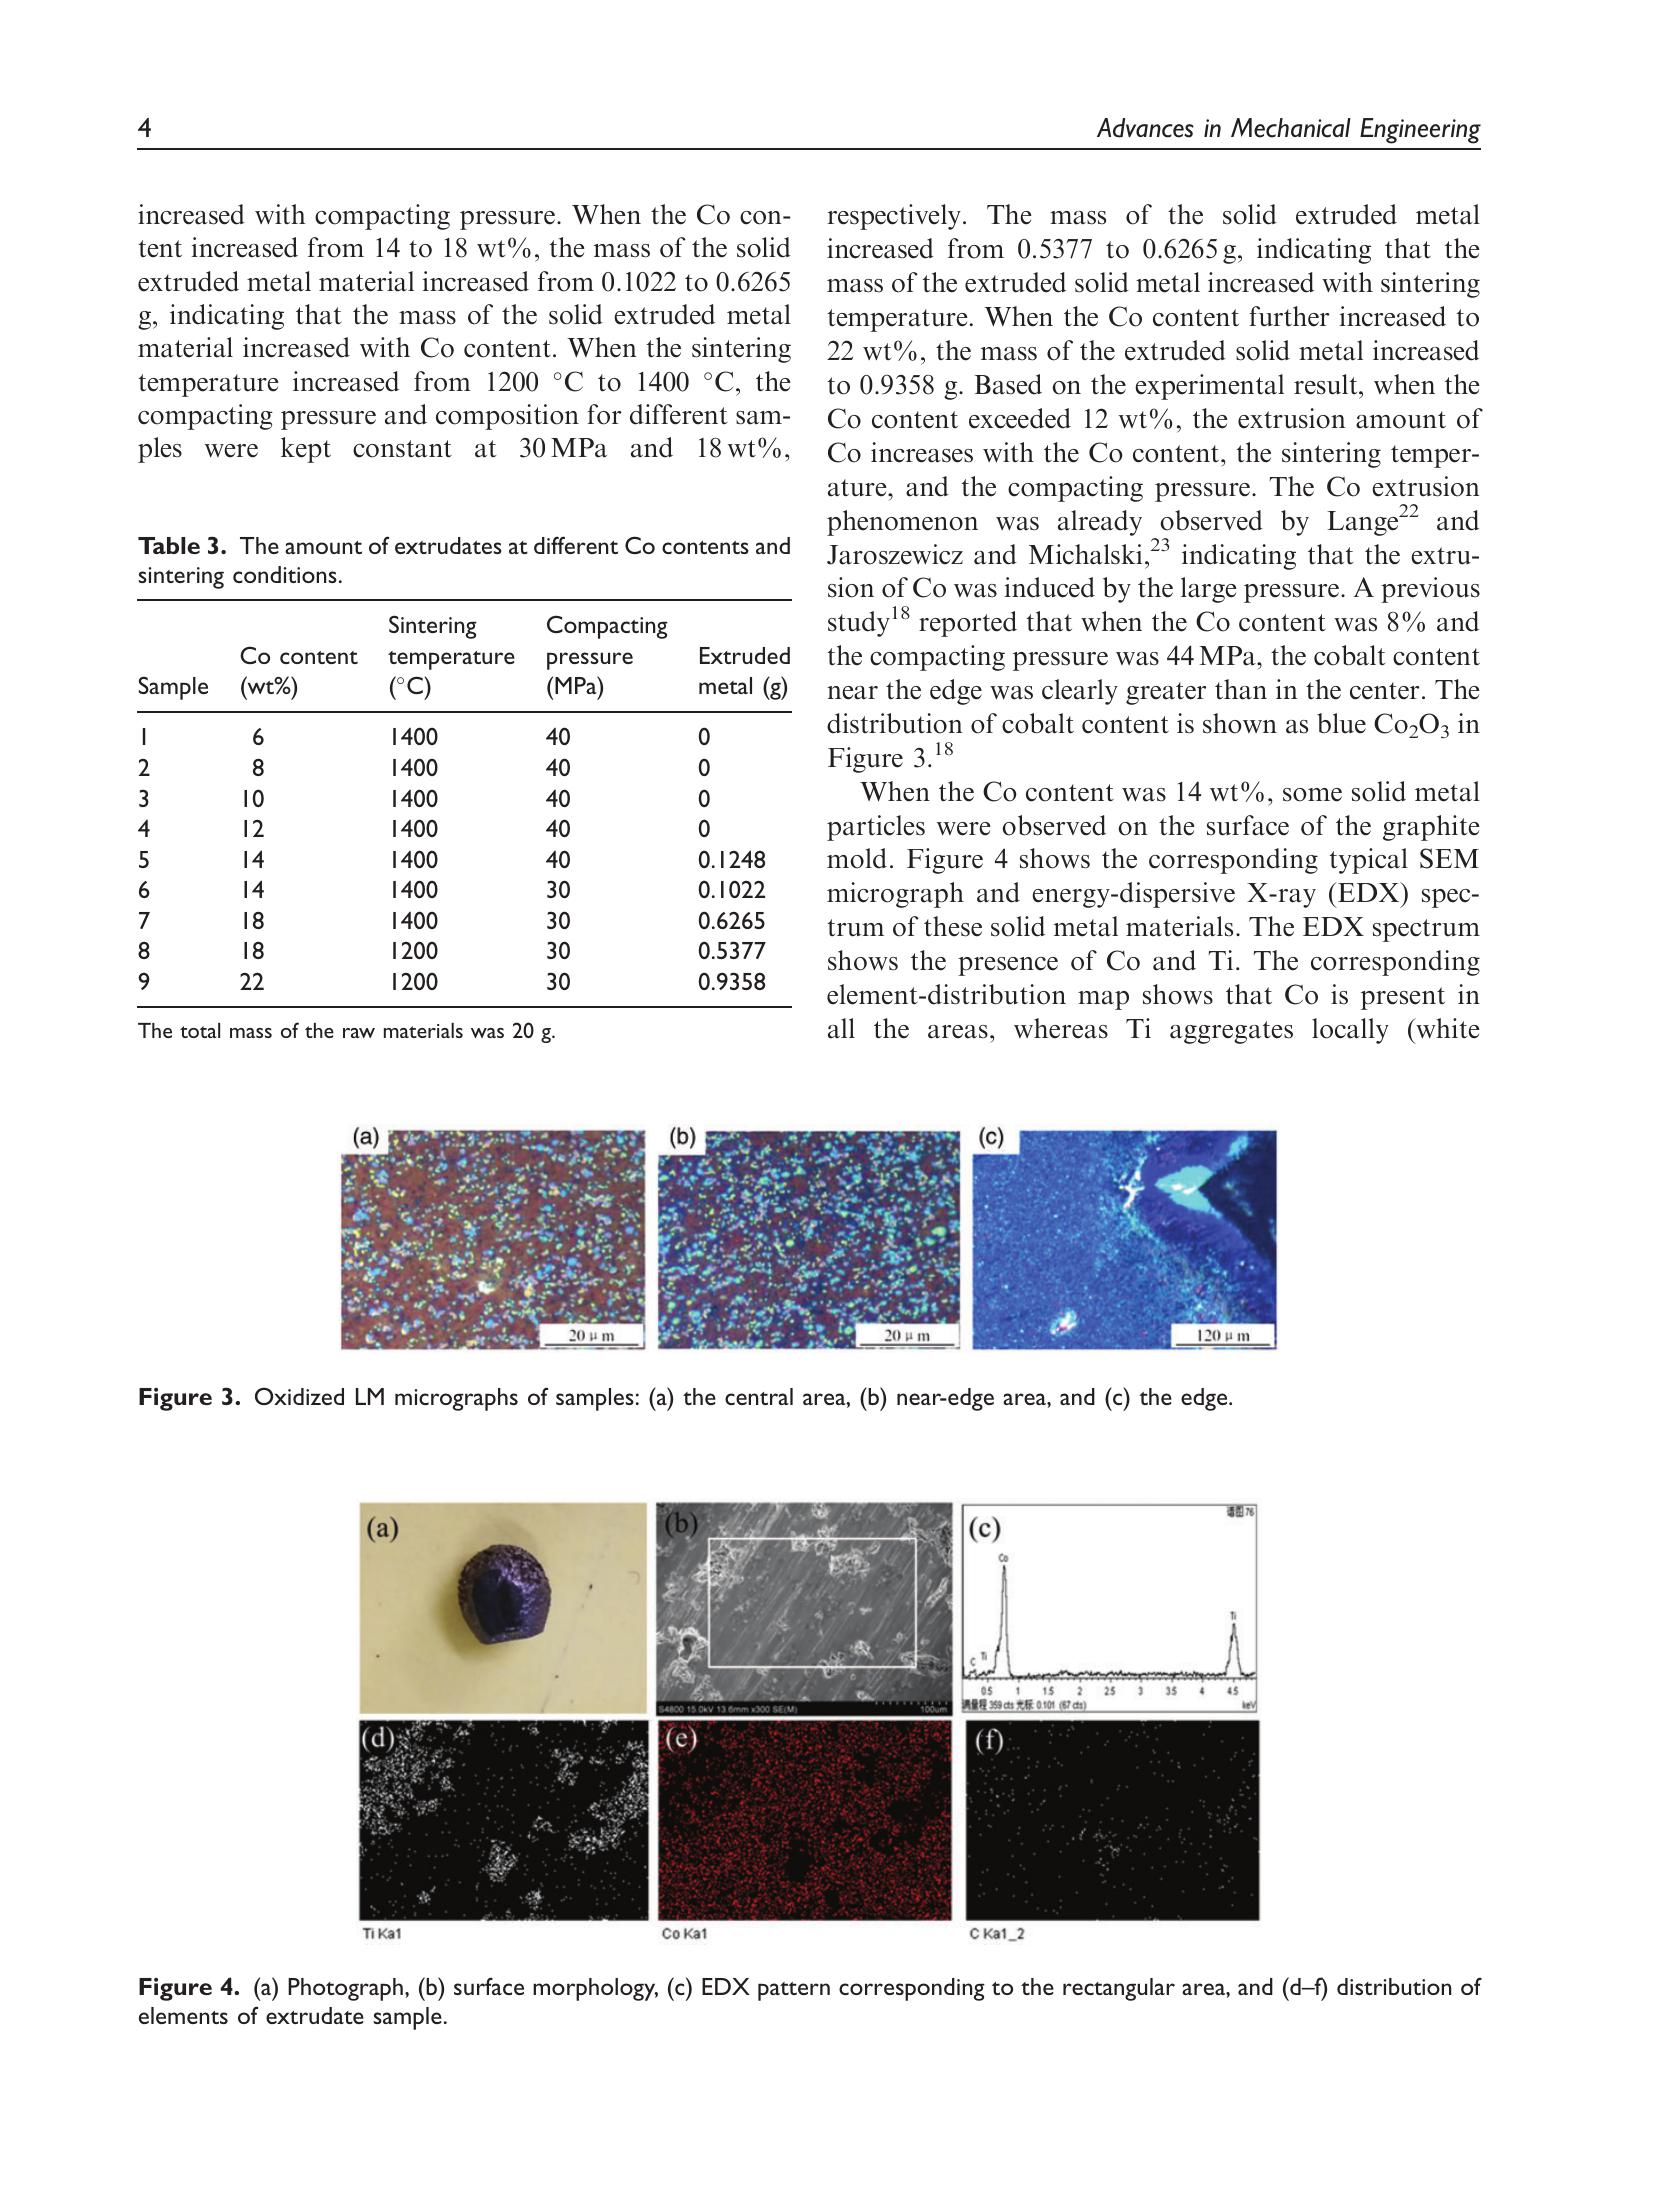 4
Advances in Mechanical Engineering
increased with compacting pressure. When the Co con-
tent increased from 14 to 18 wt%, the mass of the solid
extruded metal material increased from 0.1022 to 0.6265
g, indicating that the mass of the solid extruded metal
material increased with Co content. When the sintering
temperature increased from 1200 °C to 1400 °C, the
compacting pressure and composition for different sam-
ples were kept constant at 30 MPa and 18 wt%,
Table 3. The amount of extrudates at different Co contents and
sintering conditions.
Sample Co content (wt%) Sintering temperature (°C) Compacting pressure (MPa) Extruded metal (g)
1 6 1400 40 0
2 8 1400 40 0
3 10 1400 40 0
4 12 1400 40 0
5 14 1400 40 0.1248
6 14 1400 30 0.1022
7 18 1400 30 0.6265
8 18 1200 30 0.5377
9 22 1200 30 0.9358
The total mass of the raw materials was 20 g.
respectively. The mass of the solid extruded metal
increased from 0.5377 to 0.6265 g, indicating that the
mass of the extruded solid metal increased with sintering
temperature. When the Co content further increased to
22 wt%, the mass of the extruded solid metal increased
to 0.9358 g. Based on the experimental result, when the
Co content exceeded 12 wt%, the extrusion amount of
Co increases with the Co content, the sintering temper-
ature, and the compacting pressure. The Co extrusion
phenomenon was already observed by Lange22 and
Jaroszewicz and Michalski,23 indicating that the extru-
sion of Co was induced by the large pressure. A previous
study18 reported that when the Co content was 8% and
the compacting pressure was 44 MPa, the cobalt content
near the edge was clearly greater than in the center. The
distribution of cobalt content is shown as blue Co2O3 in
Figure 3.18
When the Co content was 14 wt%, some solid metal
particles were observed on the surface of the graphite
mold. Figure 4 shows the corresponding typical SEM
micrograph and energy-dispersive X-ray (EDX) spec-
trum of these solid metal materials. The EDX spectrum
shows the presence of Co and Ti. The corresponding
element-distribution map shows that Co is present in
all the areas, whereas Ti aggregates locally (white
(a) (b) (c)
20 μm 20 μm 120 μm
Figure 3. Oxidized LM micrographs of samples: (a) the central area, (b) near-edge area, and (c) the edge.
(a) (b) (c)
谱图 76
Co
Ti
C Ti
0.5 1 1.5 2 2.5 3 3.5 4 4.5
S4800 15.0kV 13.6mm x300 SE(M) 100um
满量程 359 cts 光标: 0.101 (67 cts) keV
(d) (e) (f)
Ti Ka1 Co Ka1 C Ka1_2
Figure 4. (a) Photograph, (b) surface morphology, (c) EDX pattern corresponding to the rectangular area, and (d–f) distribution of
elements of extrudate sample.